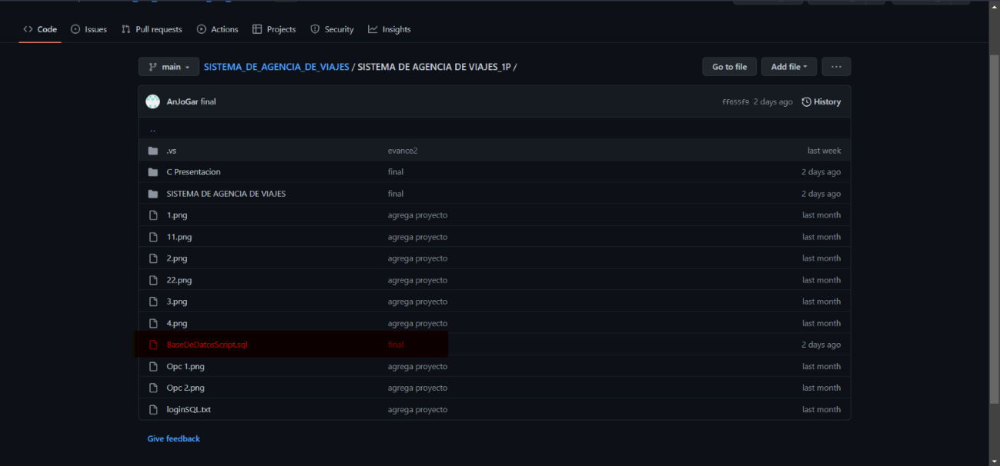 Code Issues Pull requests Actions Projects Security Insights
main SISTEMA_DE_AGENCIA_DE_VIAJES / SISTEMA DE AGENCIA DE VIAJES_1P / Go to file Add file ...
AnJoGar final ff655f9 2 days ago History
..
.vs evance2 last week
C Presentacion final 2 days ago
SISTEMA DE AGENCIA DE VIAJES final 2 days ago
1.png agrega proyecto last month
11.png agrega proyecto last month
2.png agrega proyecto last month
22.png agrega proyecto last month
3.png agrega proyecto last month
4.png agrega proyecto last month
BaseDeDatosScript.sql final 2 days ago
Opc 1.png agrega proyecto last month
Opc 2.png agrega proyecto last month
loginSQL.txt agrega proyecto last month
Give feedback